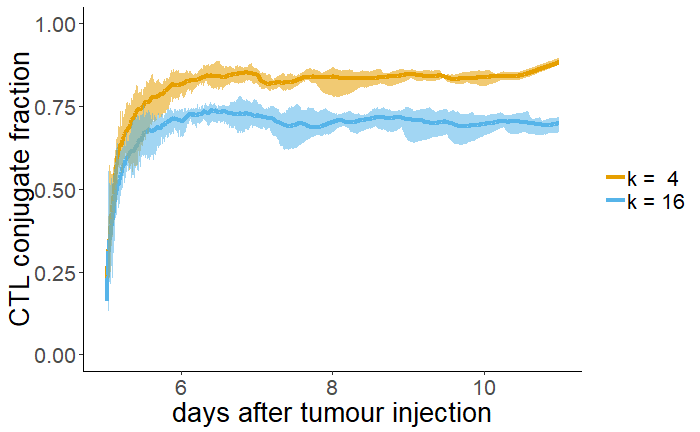 1.00
0.75
0.50
0.25
0.00
CTL conjugate fraction
6 8 10
days after tumour injection
k = 4
k = 16